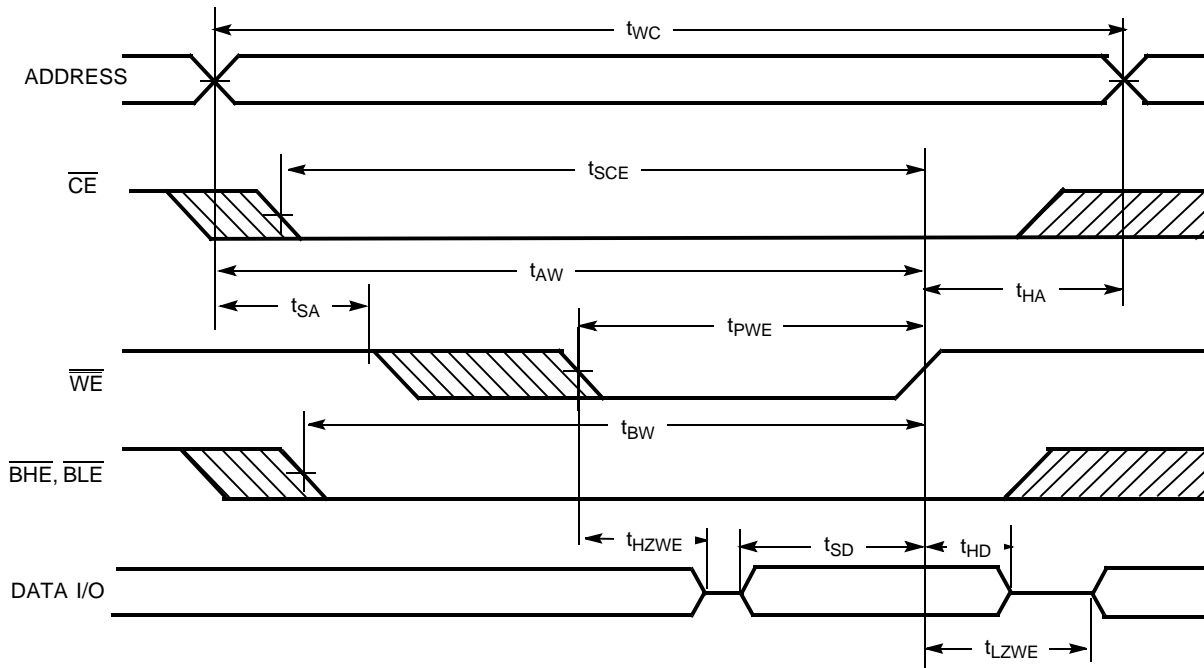 tWC
ADDRESS
tSCE
CE
tAW
tSA
tHA
tPWE
WE
tBW
BHE, BLE
tHZWE
tSD
tHD
DATA I/O
tLZWE